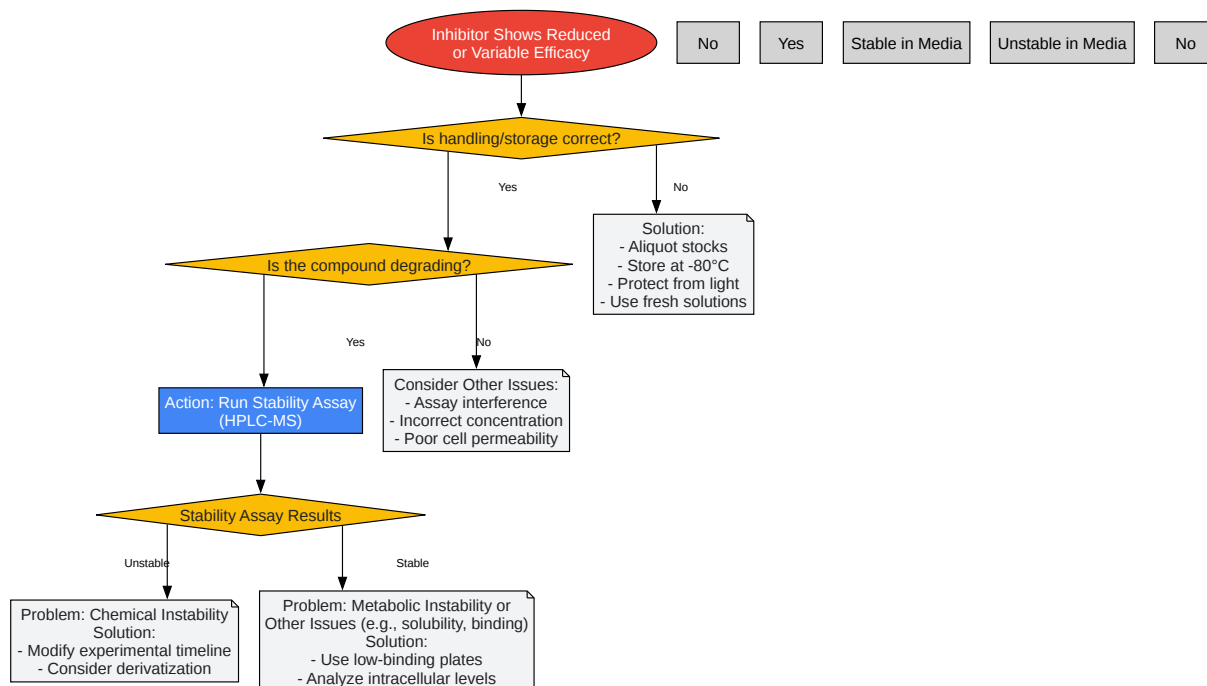 Inhibitor Shows Reduced
or Variable Efficacy
No
Yes
Stable in Media
Unstable in Media
No
Is handling/storage correct?
Yes
No
Solution:
- Aliquot stocks
- Store at -80°C
- Protect from light
- Use fresh solutions
Is the compound degrading?
Yes
No
Action: Run Stability Assay
(HPLC-MS)
Consider Other Issues:
- Assay interference
- Incorrect concentration
- Poor cell permeability
Stability Assay Results
Unstable
Stable
Problem: Chemical Instability
Solution:
- Modify experimental timeline
- Consider derivatization
Problem: Metabolic Instability or
Other Issues (e.g., solubility, binding)
Solution:
- Use low-binding plates
- Analyze intracellular levels